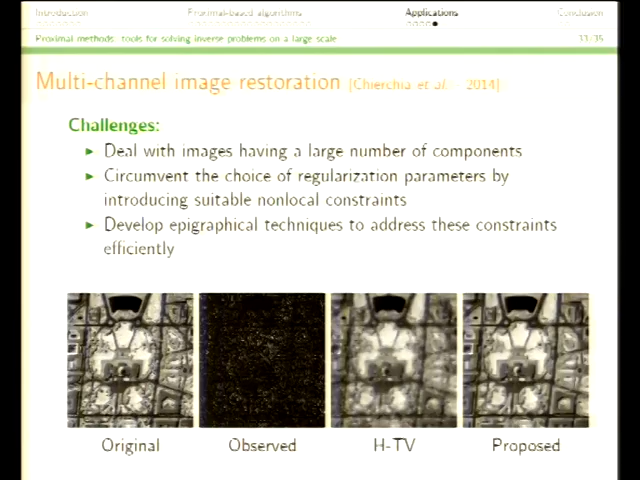 Introduction Proximal-based algorithms Applications Conclusion
Proximal methods: tools for solving inverse problems on a large scale 11/35
Multi-channel image restoration [Chierchia et al., 2014]
Challenges:
Deal with images having a large number of components
Circumvent the choice of regularization parameters by
introducing suitable nonlocal constraints
Develop epigraphical techniques to address these constraints
efficiently
Original Observed H-TV Proposed